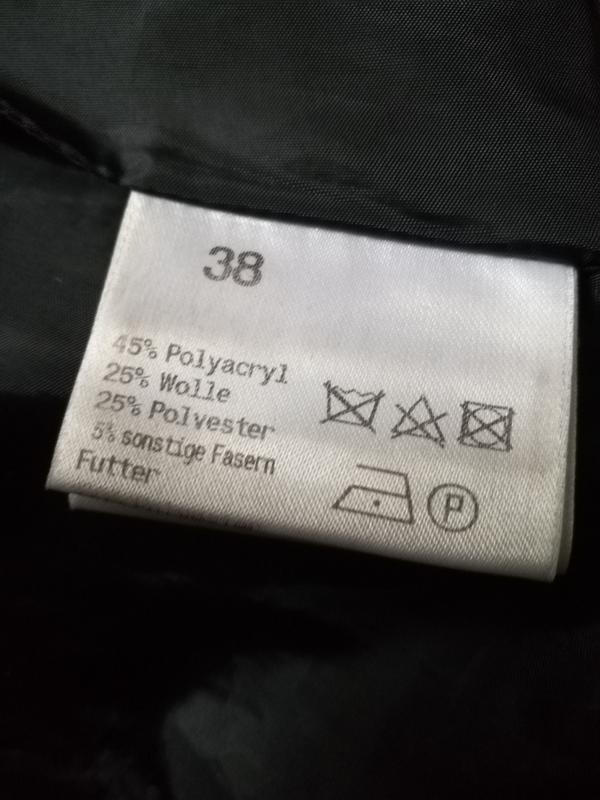 38
45% Polyacryl
25% Wolle
25% Polyester
5% sonstige Fasern
Futter
P